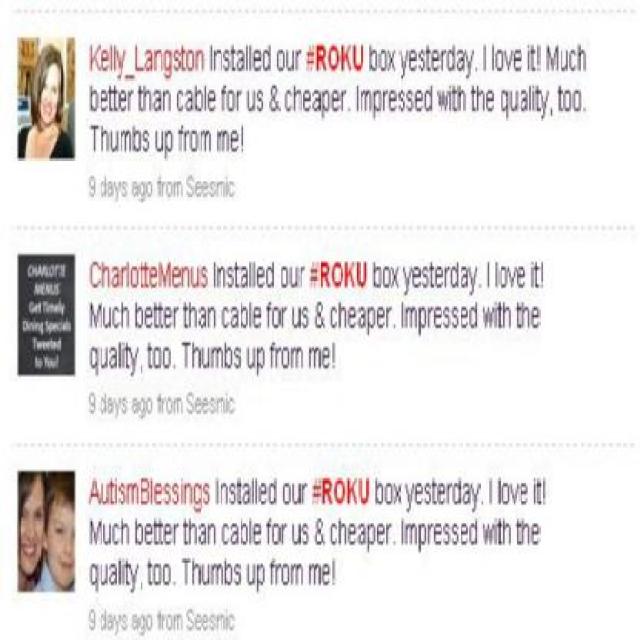 Kelly_Langston Installed our #ROKU box yesterday. I love it! Much
better than cable for us & cheaper. Impressed with the quality, too.
Thumbs up from me!
9 days ago from Seesmic
CHARLOTTE
MENUS
Get Timely
Dining Specials
Tweeted
to You!
CharlotteMenus Installed our #ROKU box yesterday. I love it!
Much better than cable for us & cheaper. Impressed with the
quality, too. Thumbs up from me!
9 days ago from Seesmic
AutismBlessings Installed our #ROKU box yesterday. I love it!
Much better than cable for us & cheaper. Impressed with the
quality, too. Thumbs up from me!
9 days ago from Seesmic